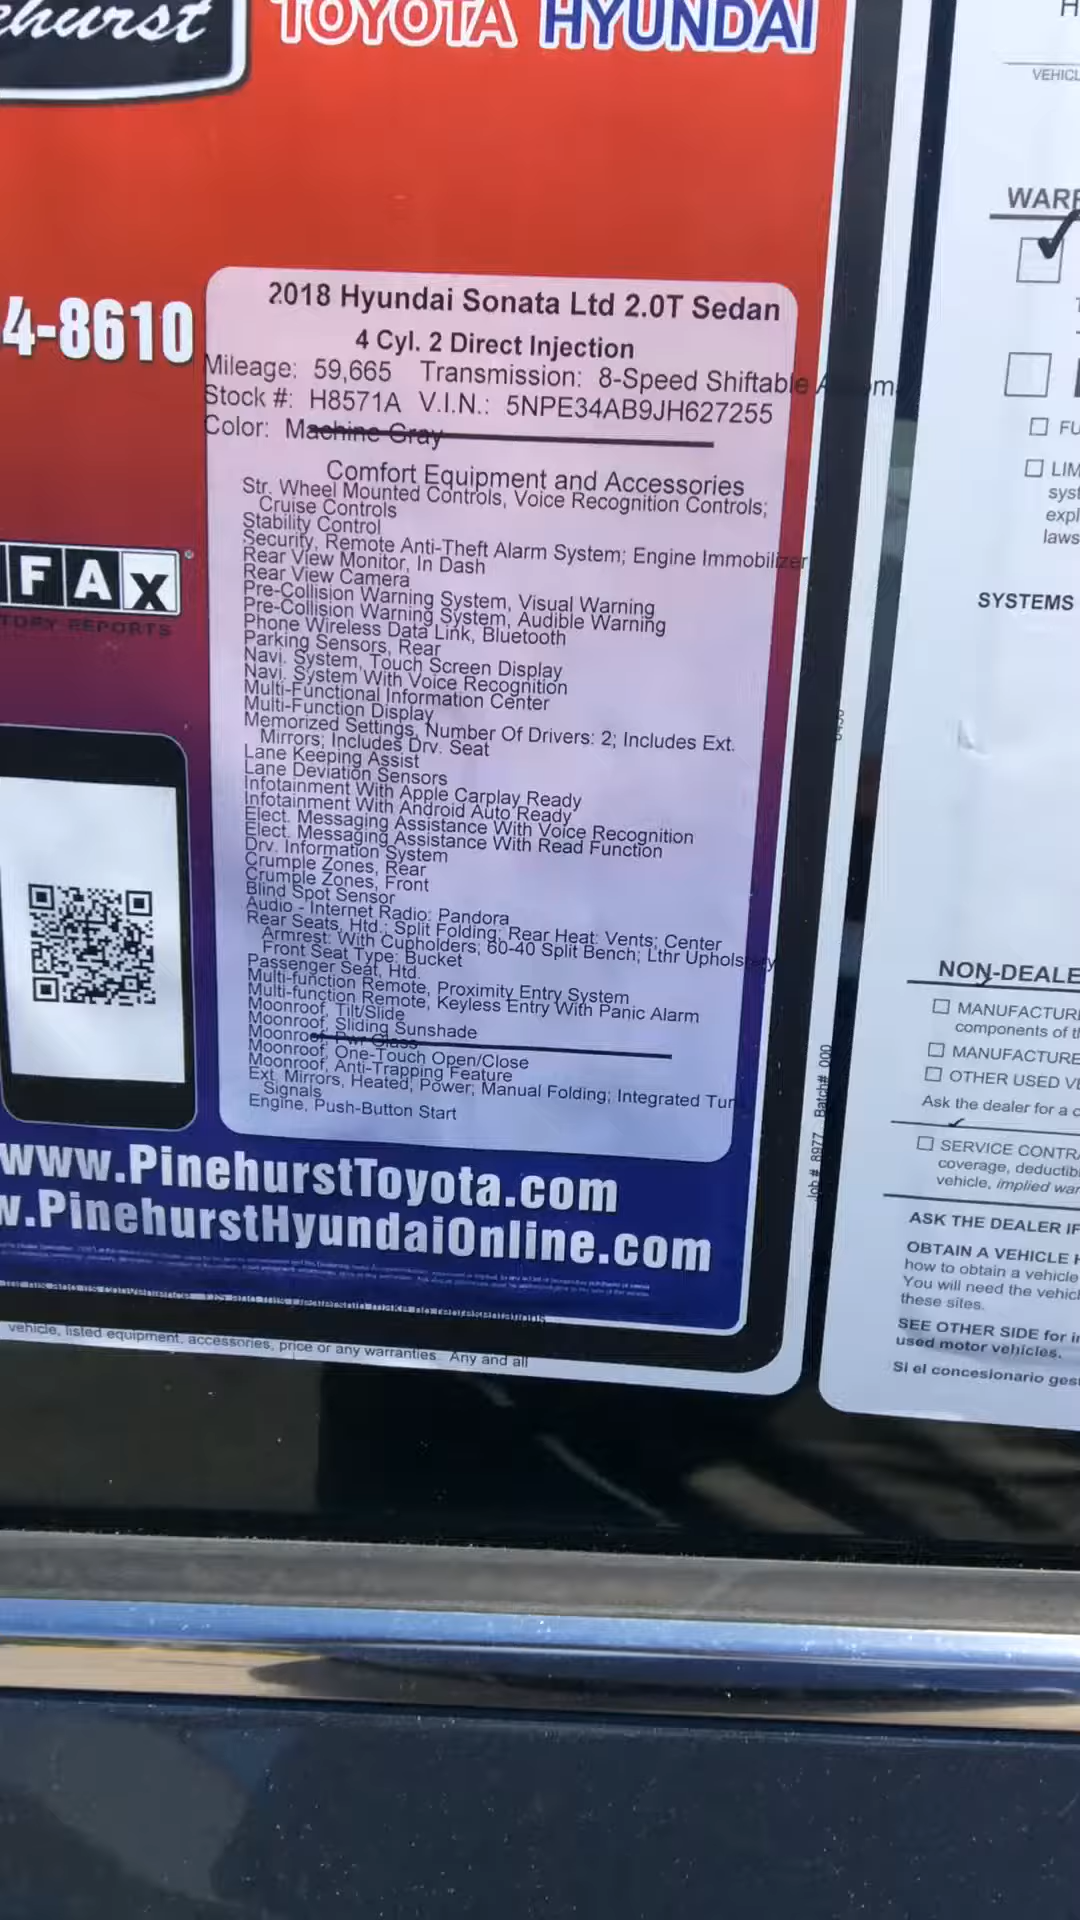 ehurst
TOYOTA HYUNDAI
4-8610
2018 Hyundai Sonata Ltd 2.0T Sedan
4 Cyl. 2 Direct Injection
Mileage: 59,665 Transmission: 8-Speed Shiftable
Stock #: H8571A V.I.N.: 5NPE34AB9JH627255
Color: Machine Gray
Comfort Equipment and Accessories
Str. Wheel Mounted Controls, Voice Recognition Controls;
Cruise Controls
Stability Control
Security, Remote Anti-Theft Alarm System; Engine Immobilizer
Rear View Monitor, In Dash
Rear View Camera
Pre-Collision Warning System, Visual Warning
Pre-Collision Warning System, Audible Warning
Phone Wireless Data Link, Bluetooth
Parking Sensors, Rear
Navi. System, Touch Screen Display
Navi. System With Voice Recognition
Multi-Functional Information Center
Multi-Function Display
Memorized Settings, Number Of Drivers: 2; Includes Ext.
Mirrors; Includes Drv. Seat
Lane Keeping Assist
Lane Deviation Sensors
Infotainment With Apple Carplay Ready
Infotainment With Android Auto Ready
Elect. Messaging Assistance With Voice Recognition
Elect. Messaging Assistance With Read Function
Drv. Information System
Crumple Zones, Rear
Crumple Zones, Front
Blind Spot Sensor
Audio - Internet Radio: Pandora
Rear Seats, Htd.; Split Folding; Rear Heat: Vents; Center
Armrest: With Cupholders; 60-40 Split Bench; Lthr Upholstery
Front Seat Type: Bucket
Passenger Seat, Htd.
Multi-function Remote, Proximity Entry System
Multi-function Remote, Keyless Entry With Panic Alarm
Moonroof, Tilt/Slide
Moonroof, Sliding Sunshade
Moonroof, Pwr Glass
Moonroof, One-Touch Open/Close
Moonroof, Anti-Trapping Feature
Ext. Mirrors, Heated; Power; Manual Folding; Integrated Turn
Signals
Engine, Push-Button Start
FAX
TORY REPORTS
www.PinehurstToyota.com
w.PinehurstHyundaiOnline.com
vehicle, listed equipment, accessories, price or any warranties. Any and all
Job # 8977 Batch# 000
H
VEHICL
WARR
FU
LIM
syst
expl
laws
SYSTEMS
NON-DEALE
MANUFACTURE
components of th
MANUFACTURE
OTHER USED VE
Ask the dealer for a c
SERVICE CONTRA
coverage, deductib
vehicle, implied war
ASK THE DEALER IF
OBTAIN A VEHICLE H
how to obtain a vehicle
You will need the vehic
these sites.
SEE OTHER SIDE for in
used motor vehicles.
Si el concesionario ges